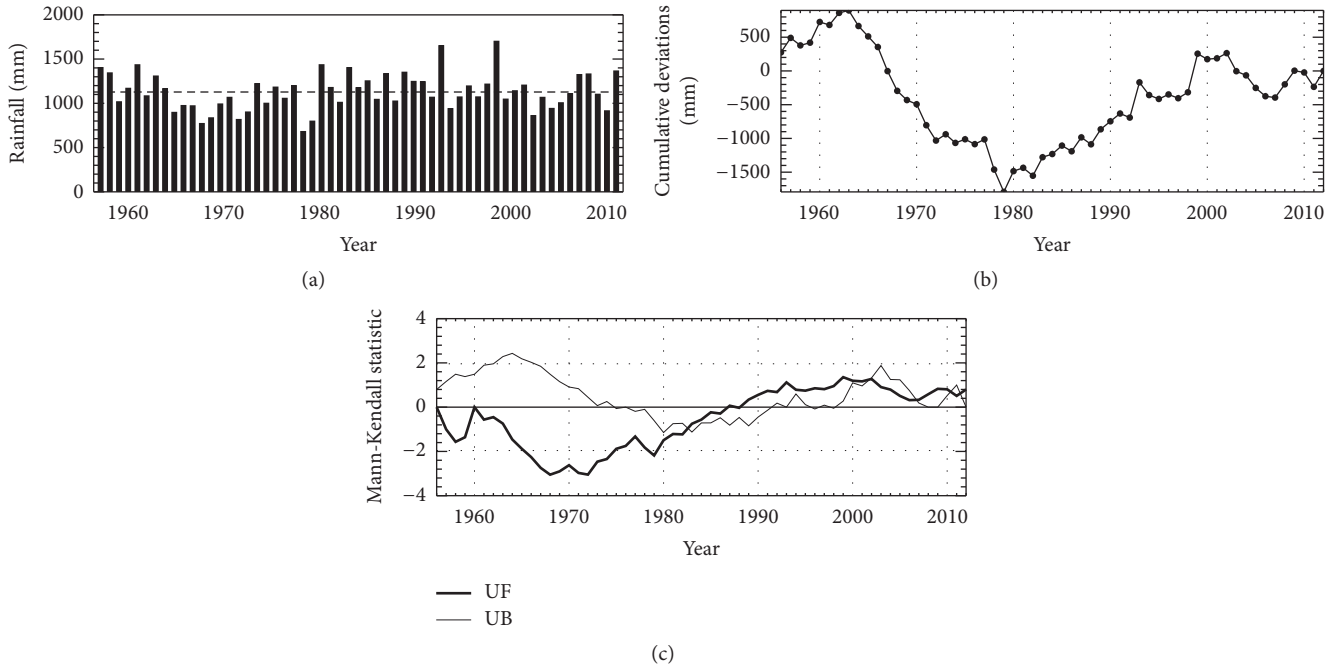 2000
1500
1000
500
0
Rainfall (mm)
1960 1970 1980 1990 2000 2010
Year
(a)
500
0
−500
−1000
−1500
Cumulative deviations
(mm)
1960 1970 1980 1990 2000 2010
Year
(b)
4
2
0
−2
−4
Mann-Kendall statistic
1960 1970 1980 1990 2000 2010
Year
UF
UB
(c)